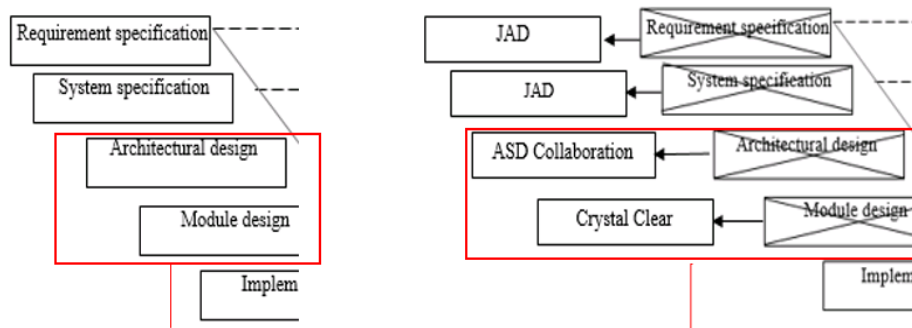 Requirement specification
System specification
Architectural design
Module design
Implem
JAD
Requirement specification
JAD
System specification
ASD Collaboration
Architectural design
Crystal Clear
Module design
Implem